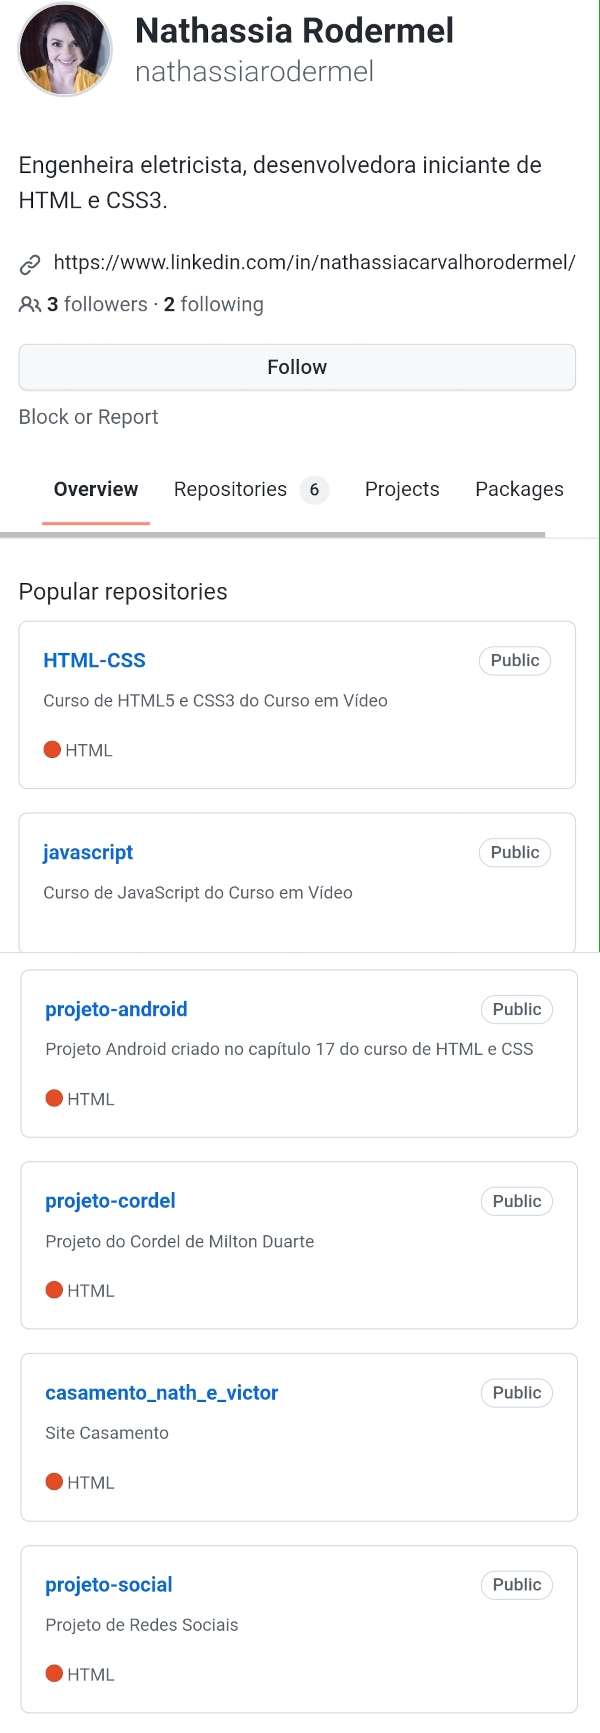 Nathassia Rodermel
nathassiarodermel
Engenheira eletricista, desenvolvedora iniciante de
HTML e CSS3.
https://www.linkedin.com/in/nathassiacarvalhorodermel/
3 followers · 2 following
Follow
Block or Report
Overview Repositories 6 Projects Packages
Popular repositories
HTML-CSS Public
Curso de HTML5 e CSS3 do Curso em Vídeo
HTML
javascript Public
Curso de JavaScript do Curso em Vídeo
projeto-android Public
Projeto Android criado no capítulo 17 do curso de HTML e CSS
HTML
projeto-cordel Public
Projeto do Cordel de Milton Duarte
HTML
casamento_nath_e_victor Public
Site Casamento
HTML
projeto-social Public
Projeto de Redes Sociais
HTML